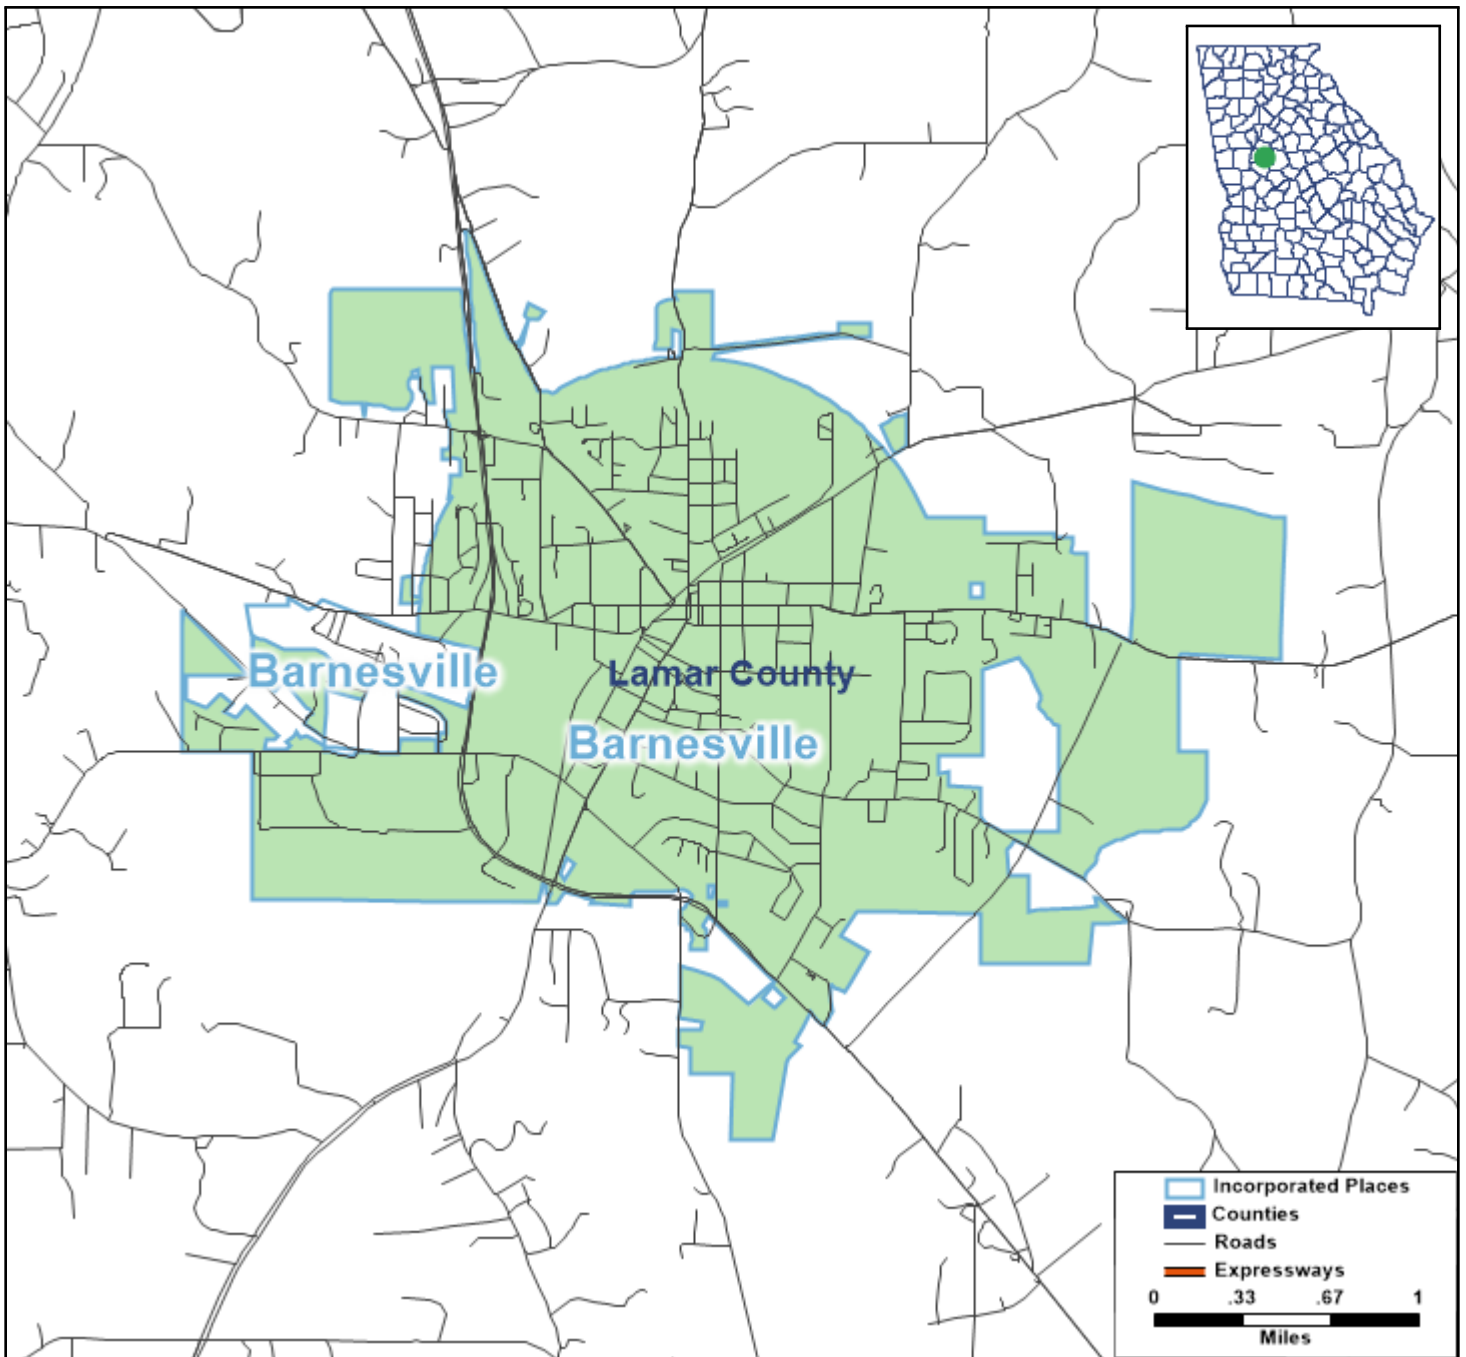 Barnesville
Lamar County
Barnesville
Incorporated Places
Counties
Roads
Expressways
0 .33 .67 1
Miles